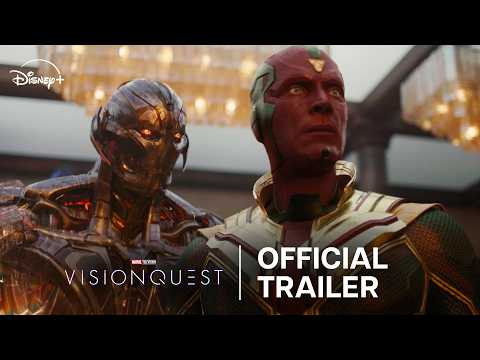 Disney+
MARVEL TELEVISION
VISIONQUEST
OFFICIAL
TRAILER